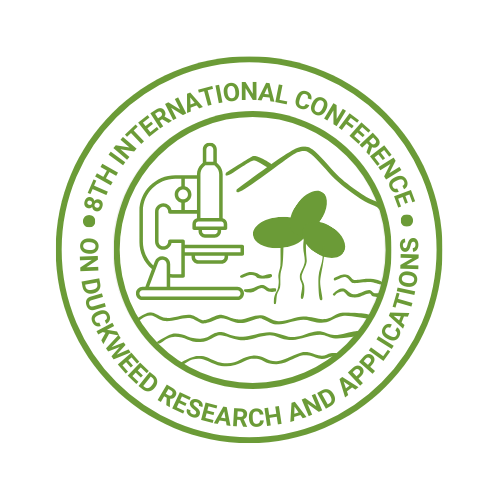 8TH INTERNATIONAL CONFERENCE
ON DUCKWEED RESEARCH AND APPLICATIONS